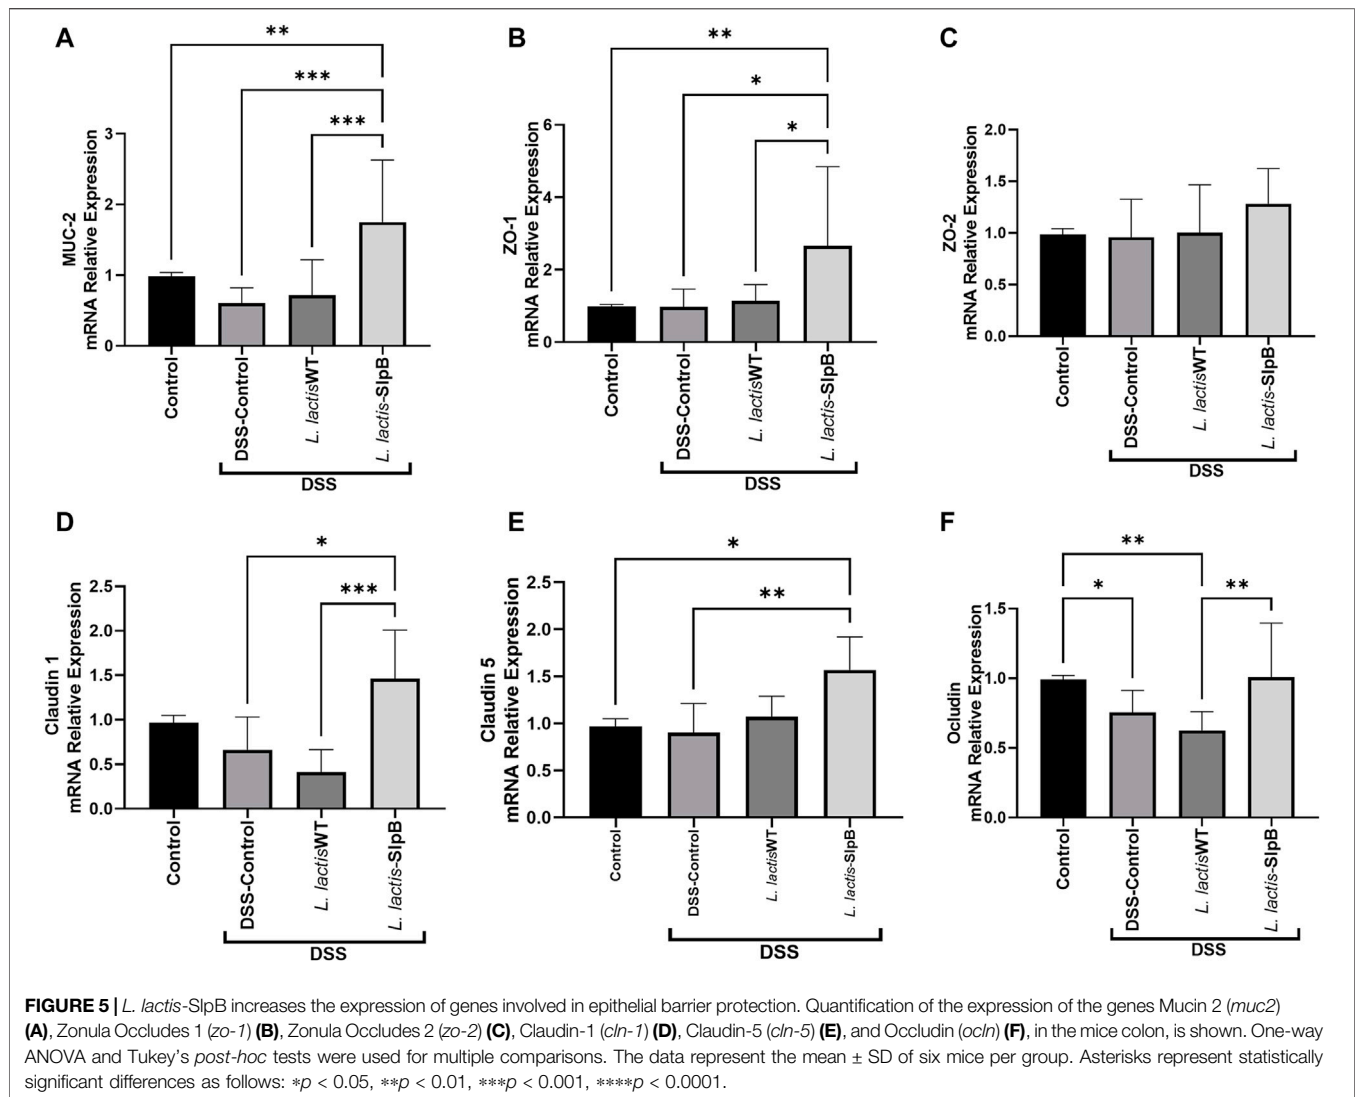 A
**
***
***
MUC-2
mRNA Relative Expression
3
2
1
0
Control
DSS-Control
L. lactisWT
L. lactis-SlpB
DSS
B
**
*
*
ZO-1
mRNA Relative Expression
6
4
2
0
Control
DSS-Control
L. lactisWT
L. lactis-SlpB
DSS
C
ZO-2
mRNA Relative Expression
2.0
1.5
1.0
0.5
0.0
Control
DSS-Control
L. lactisWT
L. lactis-SlpB
DSS
D
*
***
Claudin 1
mRNA Relative Expression
2.5
2.0
1.5
1.0
0.5
0.0
Control
DSS-Control
L. lactisWT
L. lactis-SlpB
DSS
E
*
**
Claudin 5
mRNA Relative Expression
2.5
2.0
1.5
1.0
0.5
0.0
Control
DSS-Control
L. lactisWT
L. lactis-SlpB
DSS
F
**
*
**
Ocludin
mRNA Relative Expression
1.5
1.0
0.5
0.0
Control
DSS-Control
L. lactisWT
L. lactis-SlpB
DSS
FIGURE 5 | L. lactis-SlpB increases the expression of genes involved in epithelial barrier protection. Quantification of the expression of the genes Mucin 2 (muc2)
(A), Zonula Occludes 1 (zo-1) (B), Zonula Occludes 2 (zo-2) (C), Claudin-1 (cln-1) (D), Claudin-5 (cln-5) (E), and Occludin (ocln) (F), in the mice colon, is shown. One-way
ANOVA and Tukey's post-hoc tests were used for multiple comparisons. The data represent the mean ± SD of six mice per group. Asterisks represent statistically
significant differences as follows: *p < 0.05, **p < 0.01, ***p < 0.001, ****p < 0.0001.